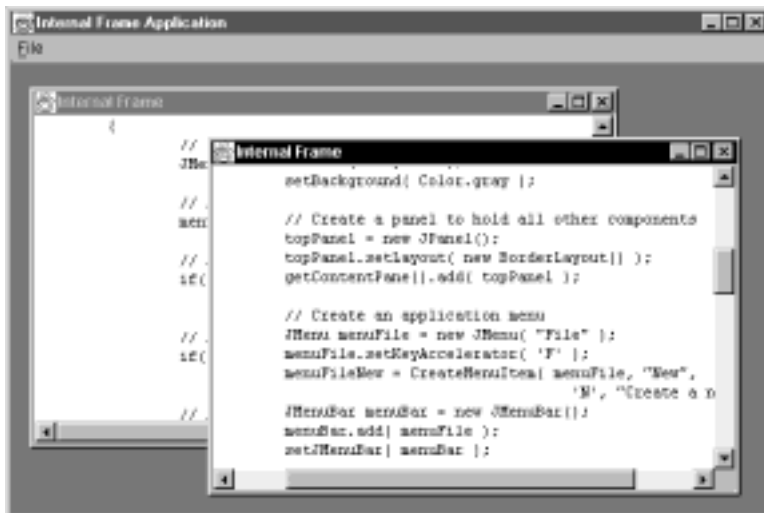 Internal Frame Application
File
Internal Frame
{
//
JMe
//
men
//
if(
//
if(
//
Internal Frame
setBackground( Color.gray );
// Create a panel to hold all other components
topPanel = new JPanel();
topPanel.setLayout( new BorderLayout() );
getContentPane().add( topPanel );
// Create an application menu
JMenu menuFile = new JMenu( "File" );
menuFile.setKeyAccelerator( 'F' );
menuFileNew = CreateMenuItem( menuFile, "New",
'N', "Create a n
JMenuBar menuBar = new JMenuBar();
menuBar.add( menuFile );
setJMenuBar( menuBar );